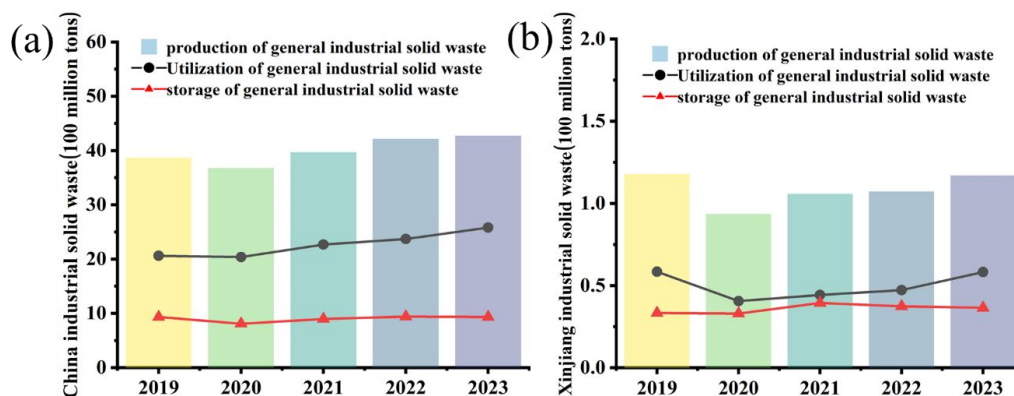 (a)
China industrial solid waste(100 million tons)
60
50
40
30
20
10
0
production of general industrial solid waste
Utilization of general industrial solid waste
storage of general industrial solid waste
2019 2020 2021 2022 2023
(b)
Xinjiang industrial solid waste(100 million tons)
2.0
1.5
1.0
0.5
0.0
production of general industrial solid waste
Utilization of general industrial solid waste
storage of general industrial solid waste
2019 2020 2021 2022 2023